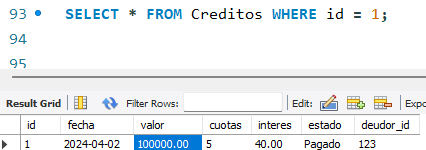 93 SELECT * FROM Creditos WHERE id = 1;
94
95
Result Grid Filter Rows: Edit: Expo
id fecha valor cuotas interes estado deudor_id
1 2024-04-02 100000.00 5 40.00 Pagado 123